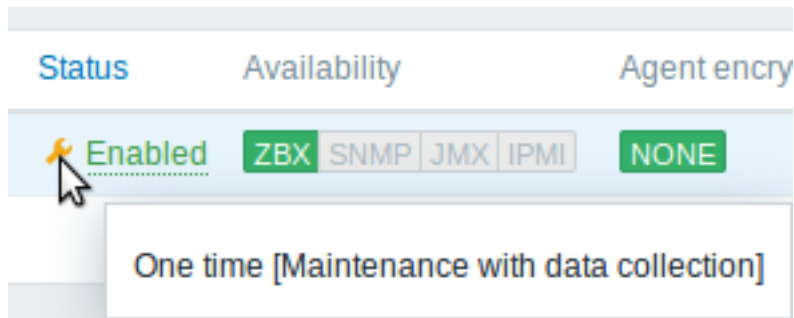 Status Availability Agent encry
Enabled ZBX SNMP JMX IPMI NONE
One time [Maintenance with data collection]